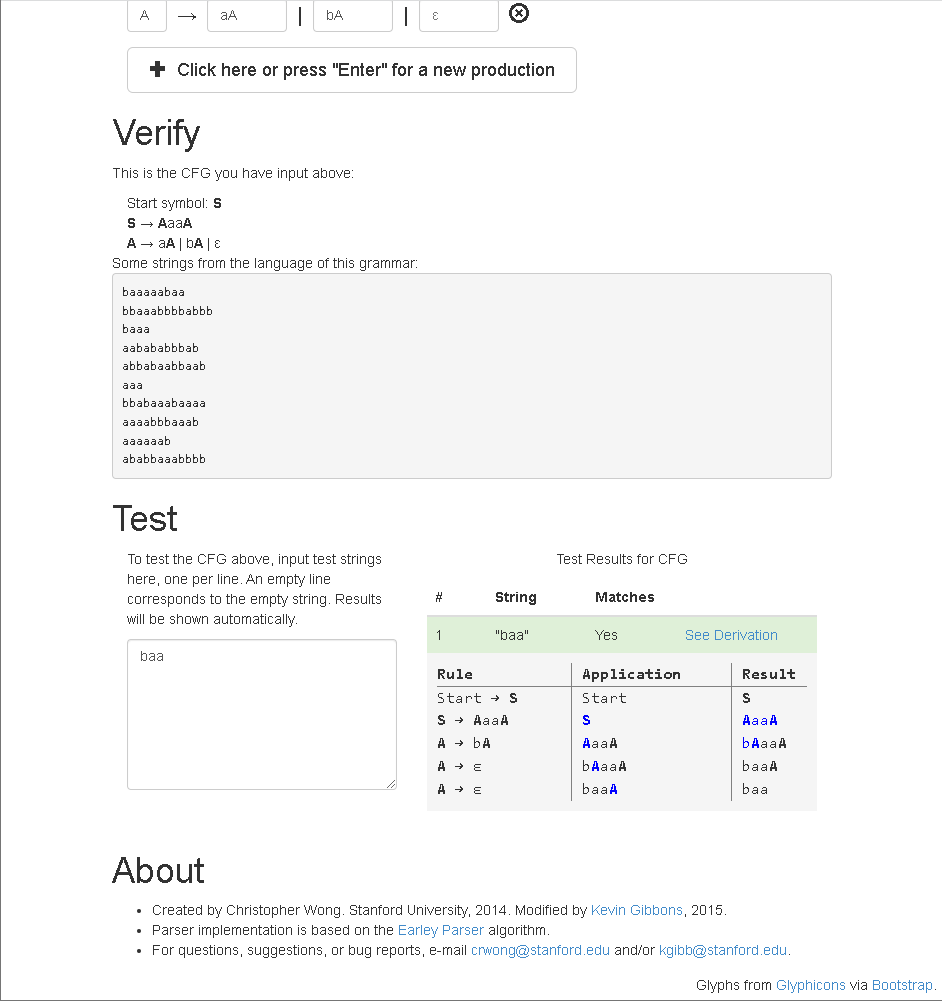 A → aA | bA | ε
Click here or press "Enter" for a new production
Verify
This is the CFG you have input above:
Start symbol: S
S → AaaA
A → aA | bA | ε
Some strings from the language of this grammar:
baaaaabaa
bbaaabbbbabbb
baaa
aabababbbab
abbabaabbaab
aaa
bbabaaabaaaa
aaaabbbaaab
aaaaaab
ababbaaabbbb
Test
To test the CFG above, input test strings
here, one per line. An empty line
corresponds to the empty string. Results
will be shown automatically.
baa
Test Results for CFG
# String Matches
1 "baa" Yes See Derivation
Rule Application Result
Start → S Start S
S → AaaA S AaaA
A → bA AaaA bAaaA
A → ε bAaaA baaA
A → ε baaA baa
About
• Created by Christopher Wong. Stanford University, 2014. Modified by Kevin Gibbons, 2015.
• Parser implementation is based on the Earley Parser algorithm.
• For questions, suggestions, or bug reports, e-mail crwong@stanford.edu and/or kgibb@stanford.edu.
Glyphs from Glyphicons via Bootstrap.